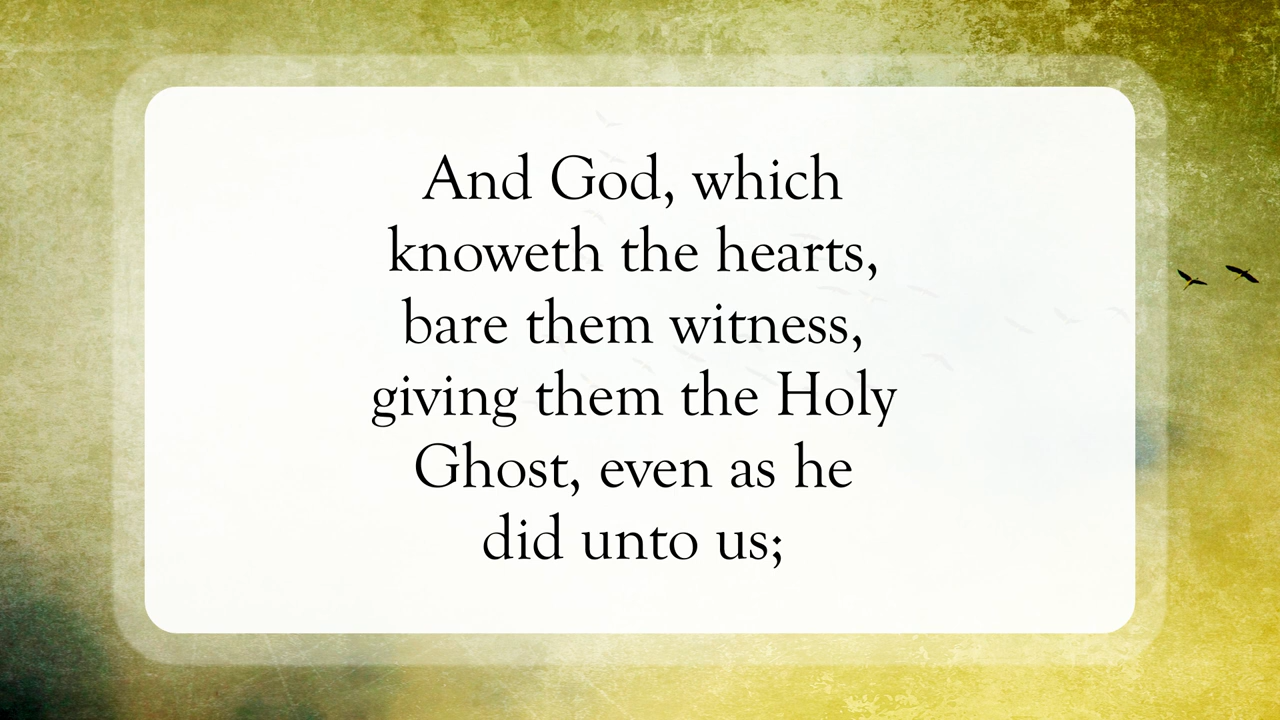 And God, which
knoweth the hearts,
bare them witness,
giving them the Holy
Ghost, even as he
did unto us;